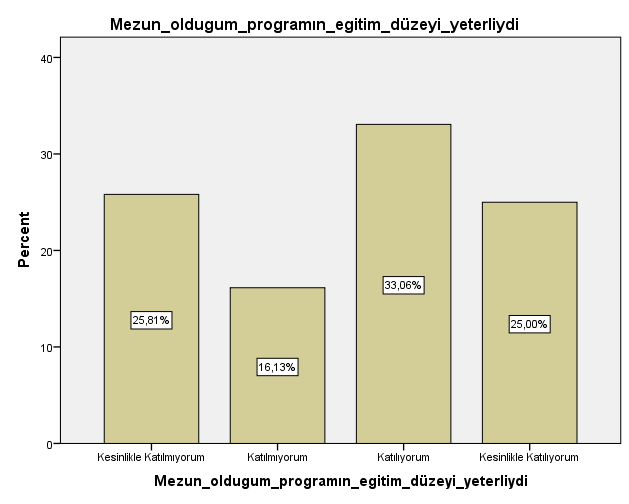 Mezun_oldugum_programın_egitim_düzeyi_yeterliydi
40
30
20
10
0
Percent
25,81%
16,13%
33,06%
25,00%
Kesinlikle Katılmıyorum
Katılmıyorum
Katılıyorum
Kesinlikle Katılıyorum
Mezun_oldugum_programın_egitim_düzeyi_yeterliydi